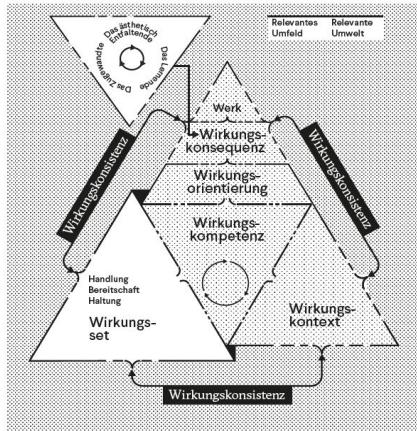 Relevantes Umfeld
Relevante Umwelt
Das ästhetisch
Entfaltende
Das Zugewandte
Das Lernende
Werk
Wirkungs-
konsequenz
Wirkungs-
orientierung
Wirkungs-
kompetenz
Wirkungskonsistenz
Wirkungskonsistenz
Handlung
Bereitschaft
Haltung
Wirkungs-
set
Wirkungs-
kontext
Wirkungskonsistenz